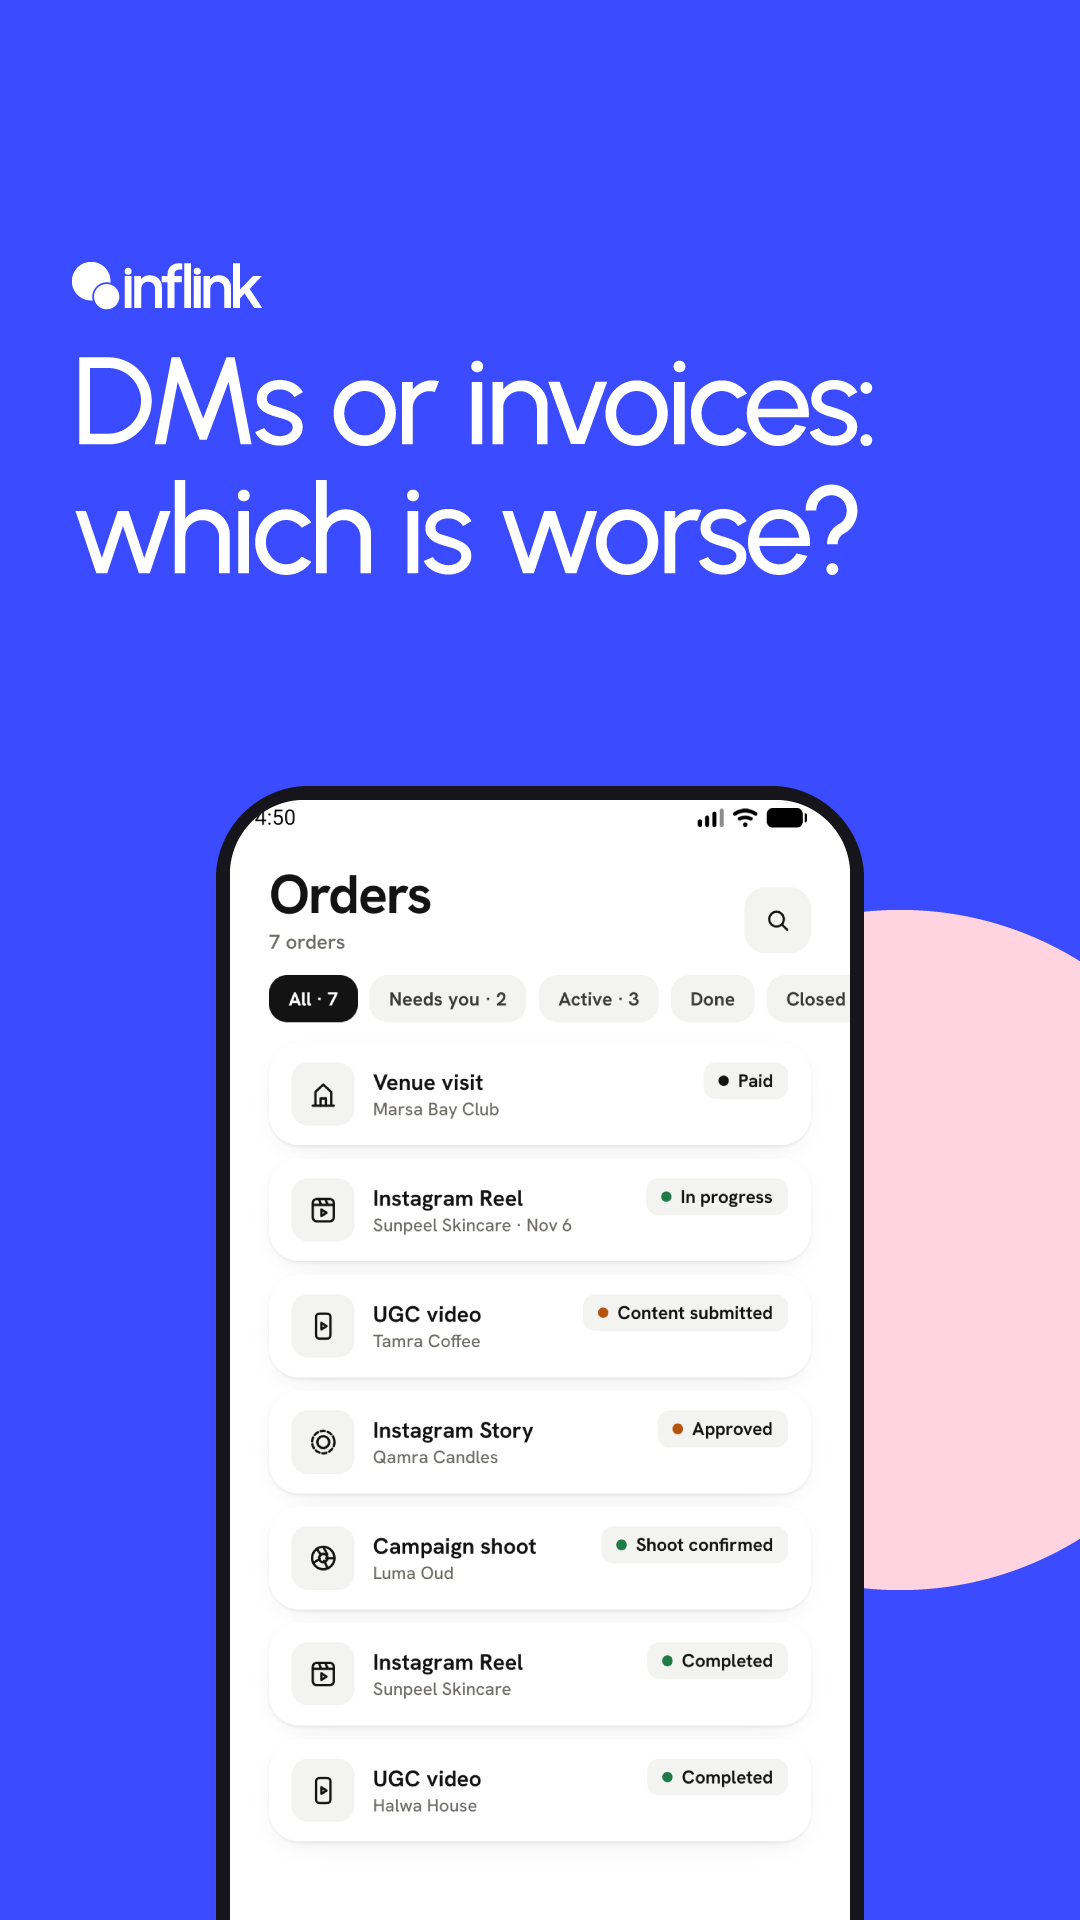 inflink
DMs or invoices:
which is worse?
4:50
Orders
7 orders
All · 7
Needs you · 2
Active · 3
Done
Closed
Venue visit
Paid
Marsa Bay Club
Instagram Reel
In progress
Sunpeel Skincare · Nov 6
UGC video
Content submitted
Tamra Coffee
Instagram Story
Approved
Qamra Candles
Campaign shoot
Shoot confirmed
Luma Oud
Instagram Reel
Completed
Sunpeel Skincare
UGC video
Completed
Halwa House